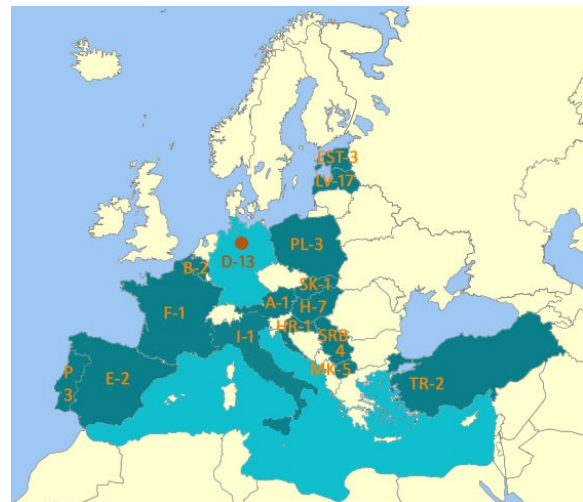 EST-3
LV-17
PL-3
B-2
D-13
SK-1
A-1
H-7
F-1
HR-1
I-1
SRB
4
MK-5
P
3
E-2
TR-2